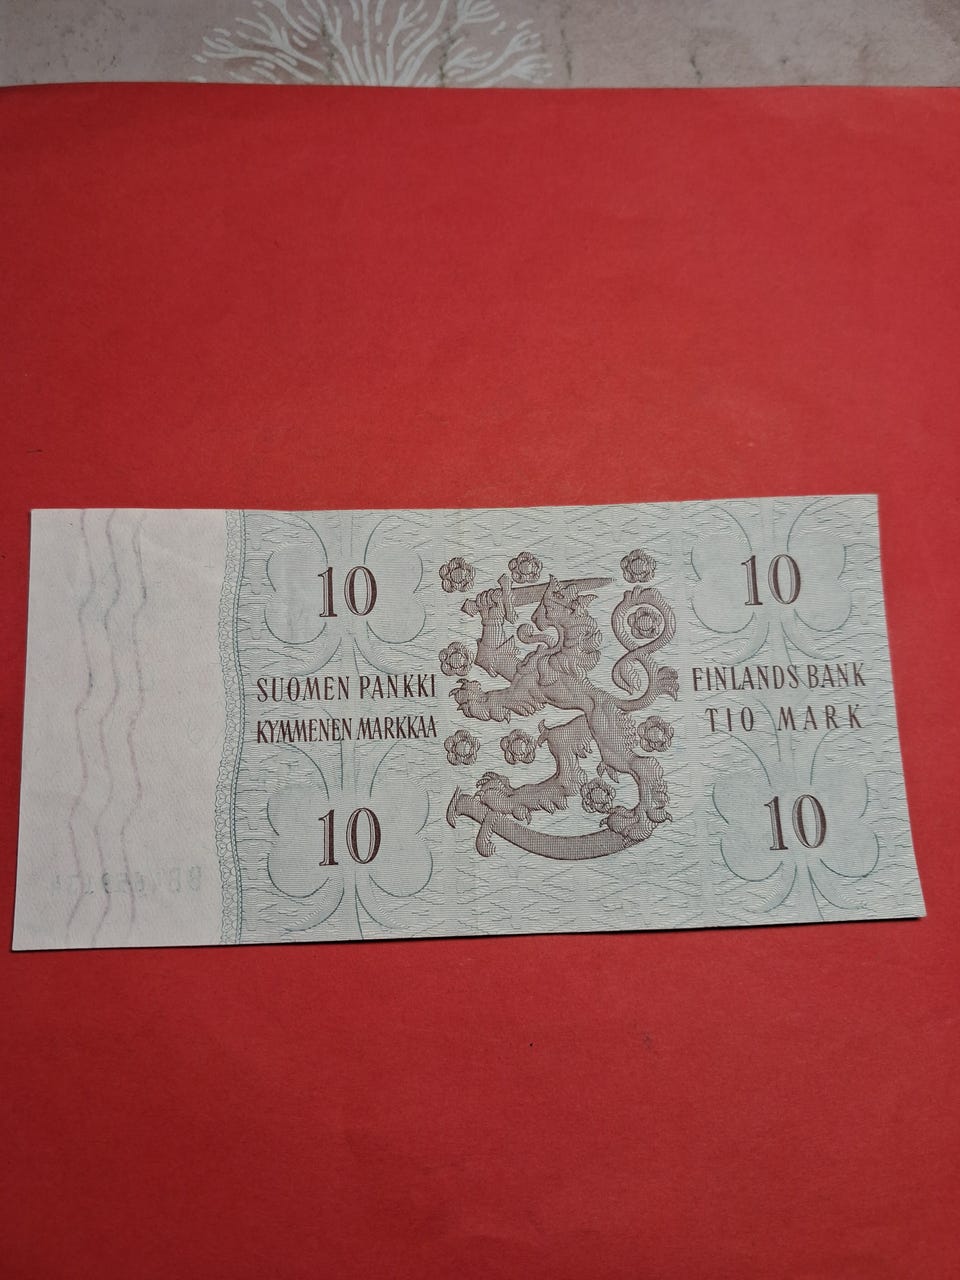 10
10
SUOMEN PANKKI
FINLANDS BANK
KYMMENEN MARKKAA
TIO MARK
10
10